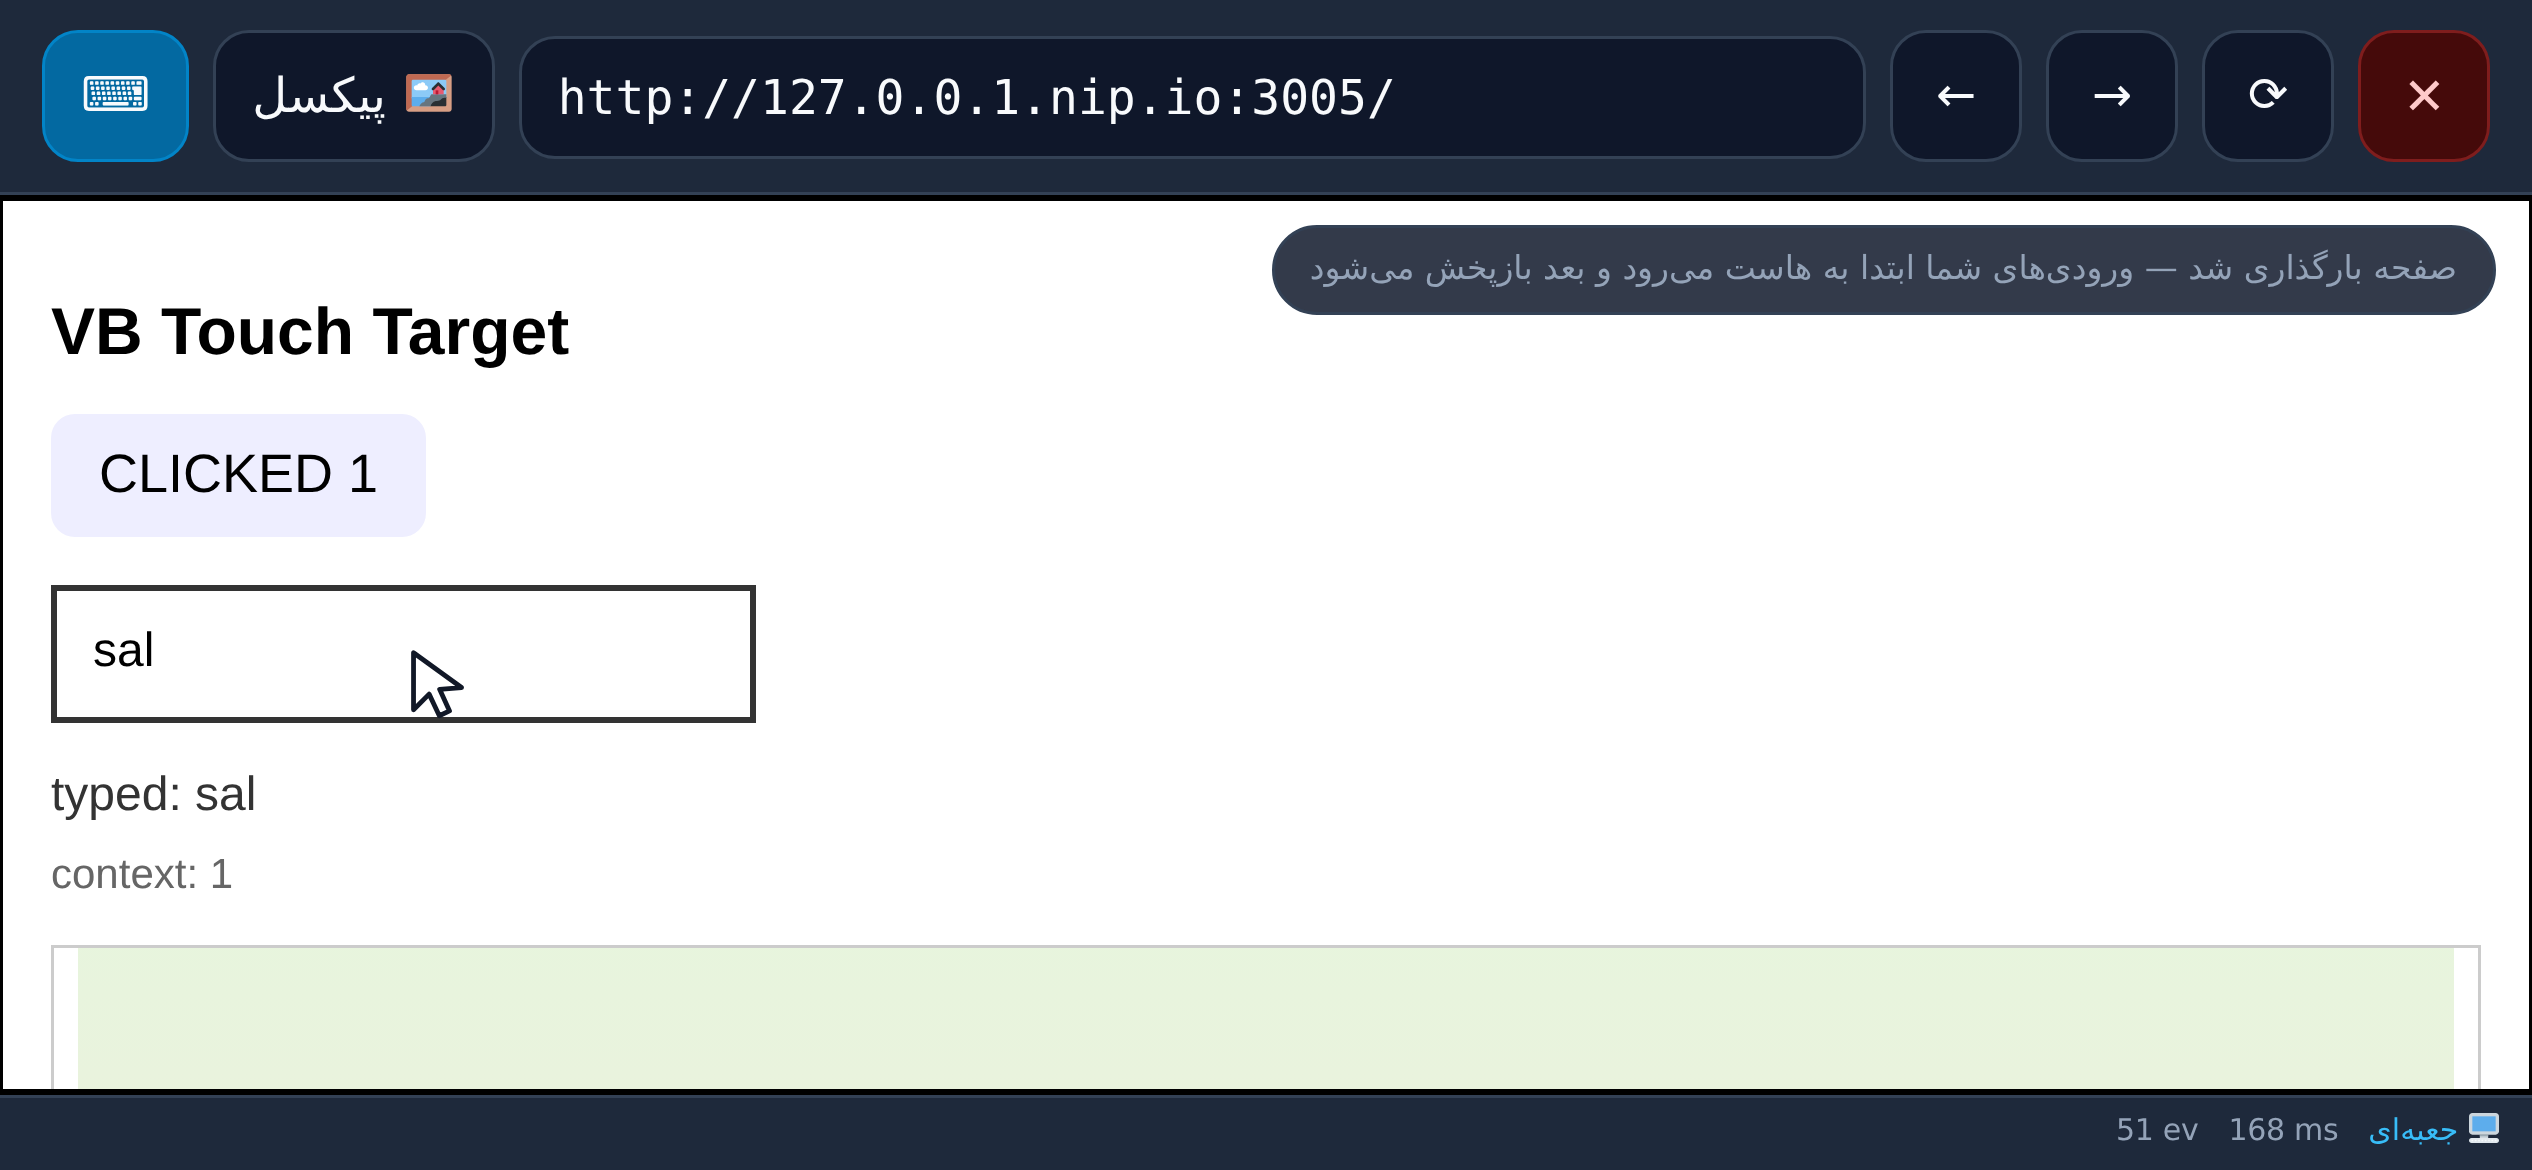 پیکسل
http://127.0.0.1.nip.io:3005/
صفحه بارگذاری شد — ورودی‌های شما ابتدا به هاست می‌رود و بعد بازپخش می‌شود
VB Touch Target
CLICKED 1
sal
typed: sal
context: 1
51 ev 168 ms جعبه‌ای